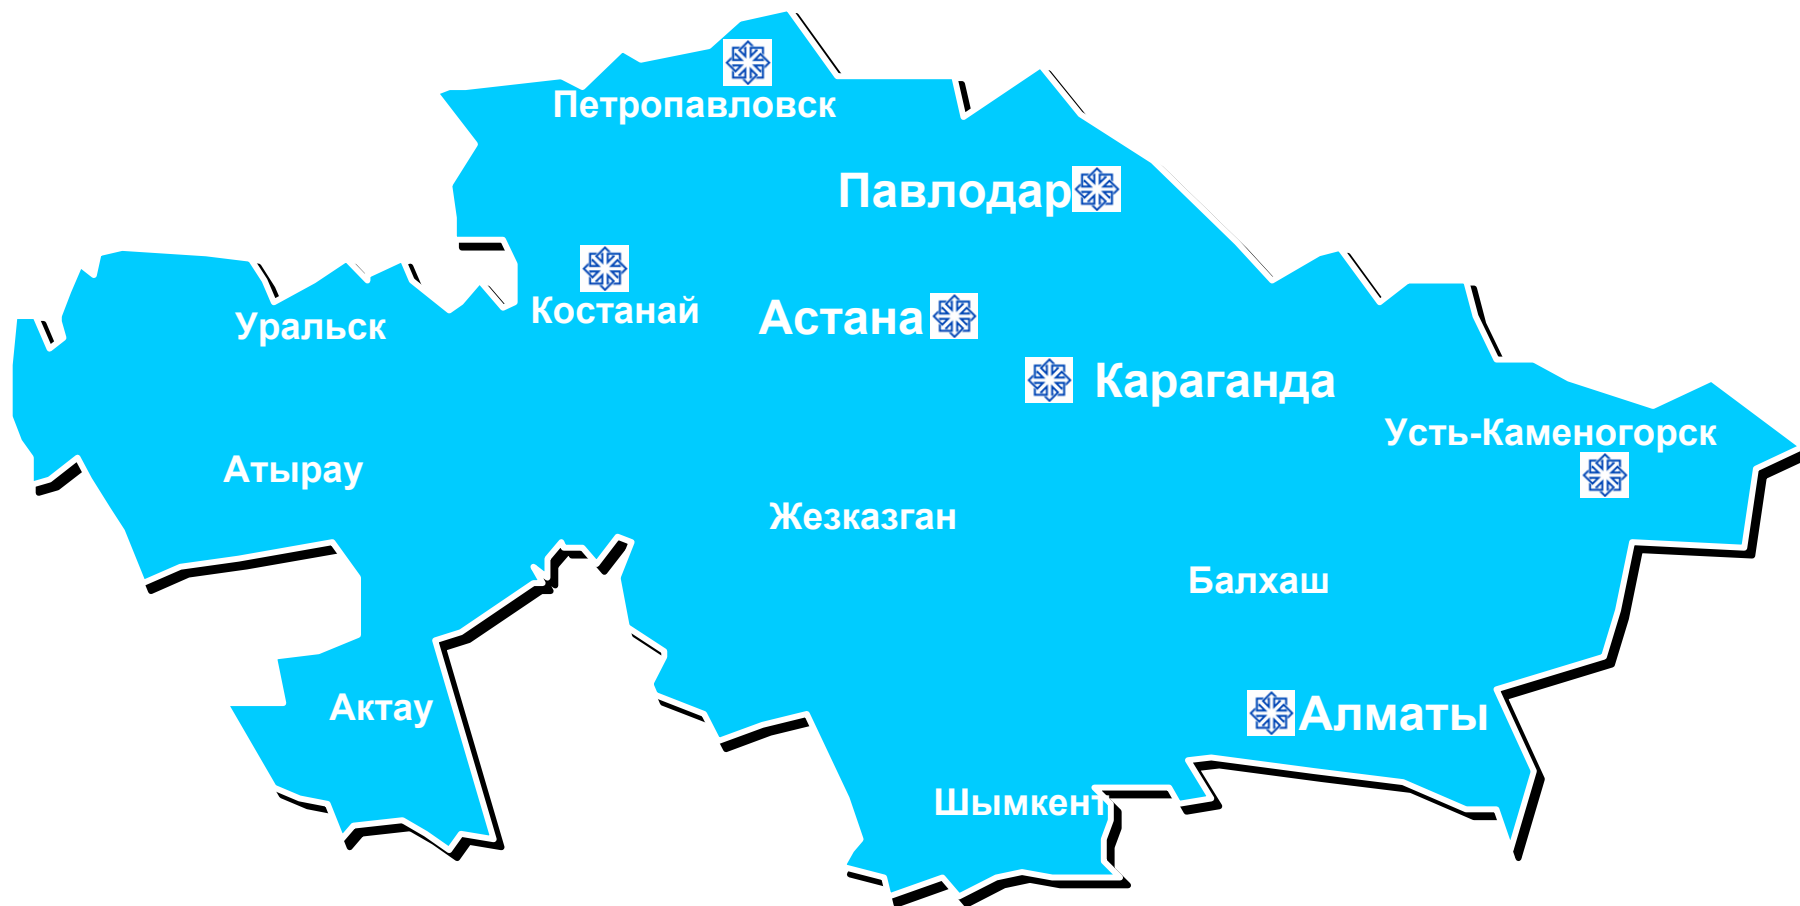 Петропавловск
Павлодар
Костанай
Астана
Уральск
Караганда
Усть-Каменогорск
Атырау
Жезказган
Балхаш
Актау
Алматы
Шымкент